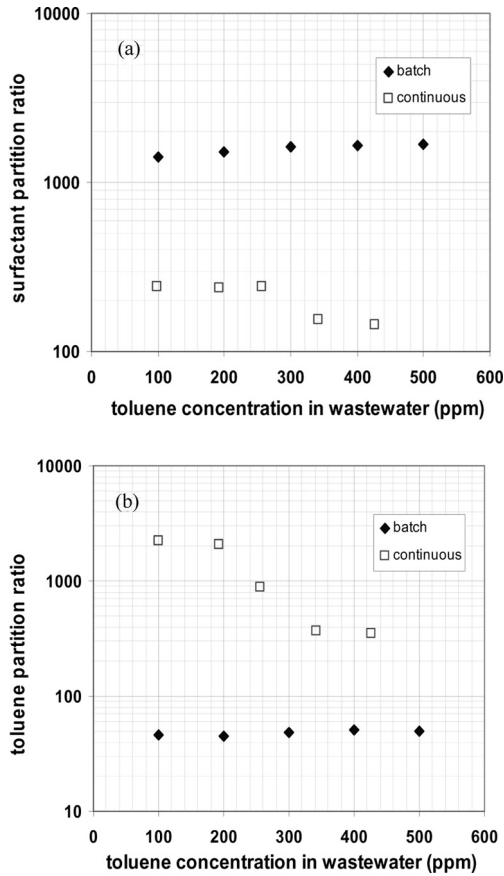 10000
(a)
batch
continuous
1000
100
surfactant partition ratio
0 100 200 300 400 500 600
toluene concentration in wastewater (ppm)
10000
(b)
batch
continuous
1000
100
10
toluene partition ratio
0 100 200 300 400 500 600
toluene concentration in wastewater (ppm)